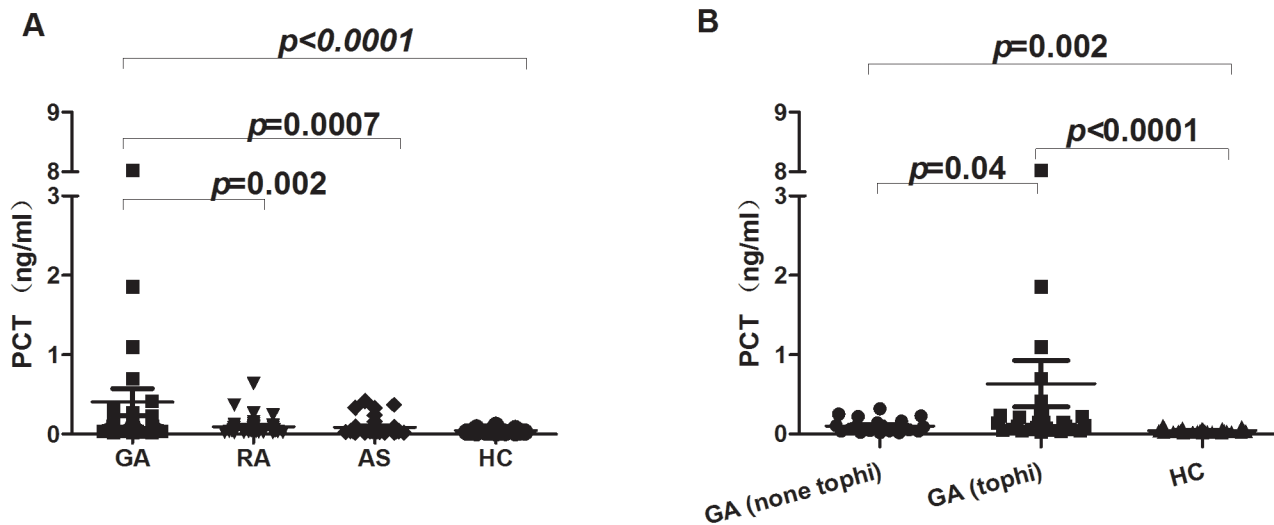 A
p<0.0001
p=0.0007
p=0.002
9
8
3
2
1
0
PCT （ng/ml）
GA RA AS HC
B
p=0.002
p<0.0001
p=0.04
9
8
3
2
1
0
PCT （ng/ml）
GA (none tophi)
GA (tophi)
HC